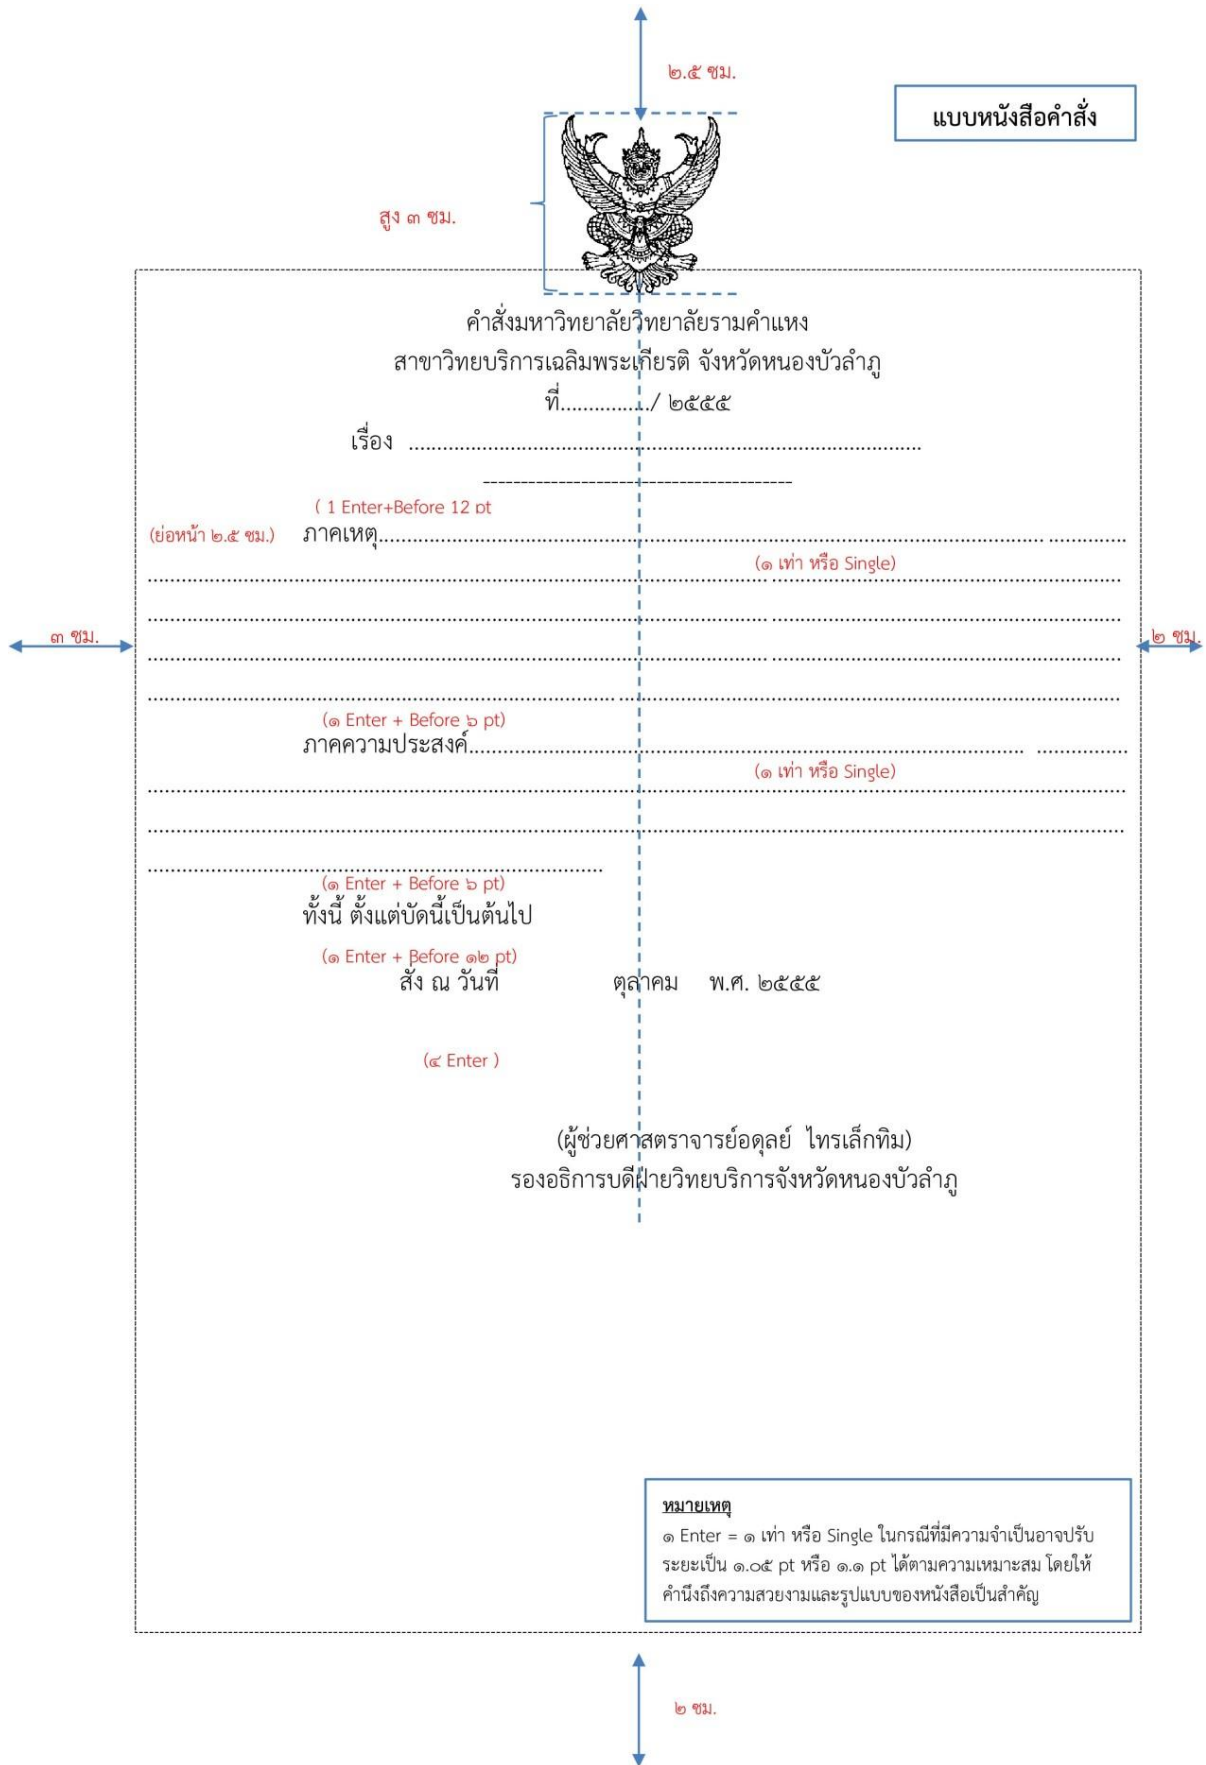 ๒.๕ ซม.
แบบหนังสือคำสั่ง
สูง ๓ ซม.
คำสั่งมหาวิทยาลัยวิทยาลัยรามคำแหง
สาขาวิทยบริการเฉลิมพระเกียรติ จังหวัดหนองบัวลำภู
ที่................/ ๒๕๕๕
เรื่อง ...........................................................................................
------------------------------------------
( 1 Enter+Before 12 pt
(ย่อหน้า ๒.๕ ซม.) ภาคเหตุ...................................................................................................................... ..............
(๑ เท่า หรือ Single)
..............................................................................................................................................................................
..............................................................................................................................................................................
๓ ซม.
๒ ซม.
..............................................................................................................................................................................
..............................................................................................................................................................................
(๑ Enter + Before ๖ pt)
ภาคความประสงค์.................................................................................................. ................
(๑ เท่า หรือ Single)
..............................................................................................................................................................................
..............................................................................................................................................................................
.................................................................................
(๑ Enter + Before ๖ pt)
ทั้งนี้ ตั้งแต่บัดนี้เป็นต้นไป
(๑ Enter + Before ๑๒ pt)
สั่ง ณ วันที่ ตุลาคม พ.ศ. ๒๕๕๕
(๔ Enter )
(ผู้ช่วยศาสตราจารย์อดุลย์ ไทรเล็กทิม)
รองอธิการบดีฝ่ายวิทยบริการจังหวัดหนองบัวลำภู
หมายเหตุ
๑ Enter = ๑ เท่า หรือ Single ในกรณีที่มีความจำเป็นอาจปรับ
ระยะเป็น ๑.๐๕ pt หรือ ๑.๑ pt ได้ตามความเหมาะสม โดยให้
คำนึงถึงความสวยงามและรูปแบบของหนังสือเป็นสำคัญ
๒ ซม.